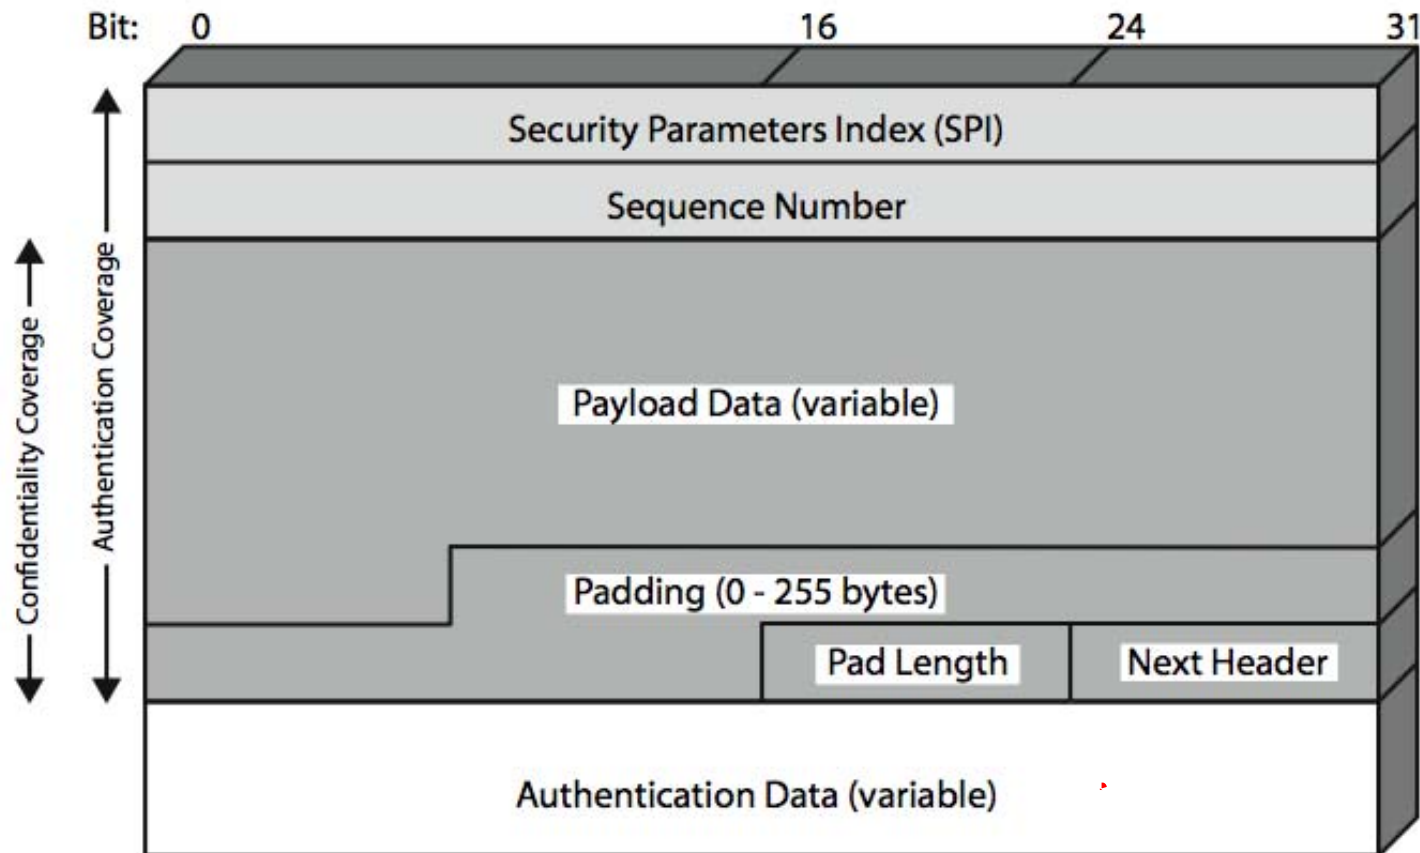 Bit: 0 16 24 31
Security Parameters Index (SPI)
Sequence Number
Confidentiality Coverage
Authentication Coverage
Payload Data (variable)
Padding (0 - 255 bytes)
Pad Length Next Header
Authentication Data (variable)